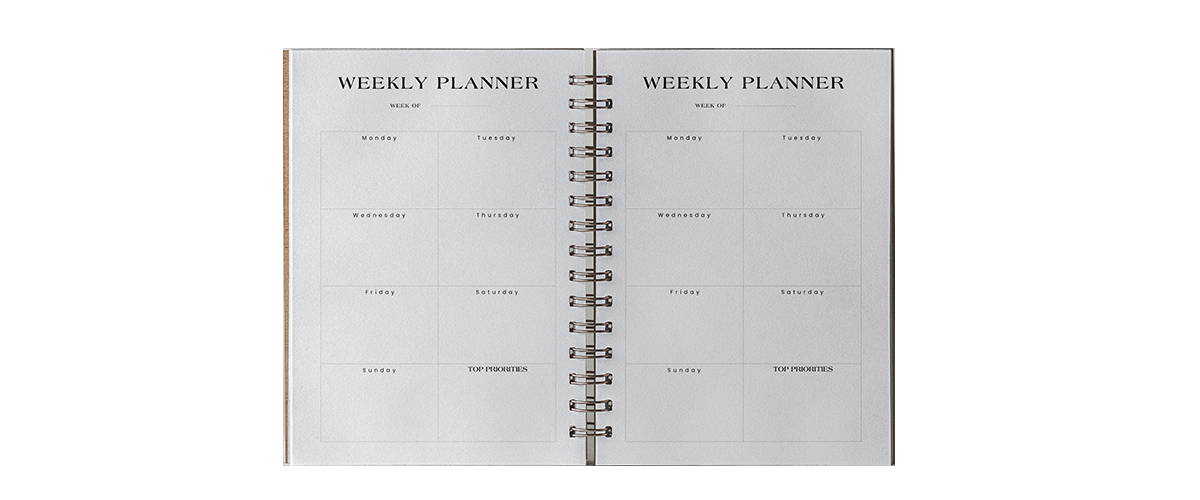 WEEKLY PLANNER
WEEK OF
Monday Tuesday
Wednesday Thursday
Friday Saturday
Sunday TOP PRIORITIES
WEEKLY PLANNER
WEEK OF
Monday Tuesday
Wednesday Thursday
Friday Saturday
Sunday TOP PRIORITIES